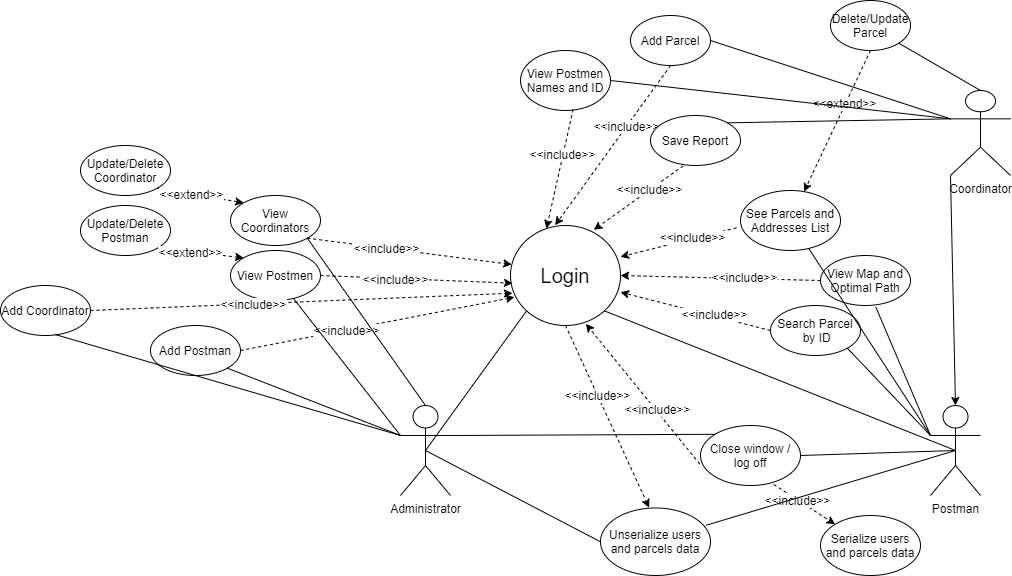 Delete/Update
Parcel
Add Parcel
View Postmen
Names and ID
<<extend>>
<<include>>
Save Report
<<include>>
Update/Delete
Coordinator
<<extend>>
<<include>>
Coordinator
Update/Delete
Postman
View
Coordinators
See Parcels and
Addresses List
<<include>>
<<extend>>
<<include>>
View Postmen
<<include>>
Login
<<include>>
View Map and
Optimal Path
Add Coordinator
<<include>>
<<include>>
Search Parcel
by ID
<<include>>
Add Postman
<<include>>
<<include>>
Close window /
log off
<<include>>
Administrator
Postman
Unserialize users
and parcels data
Serialize users
and parcels data